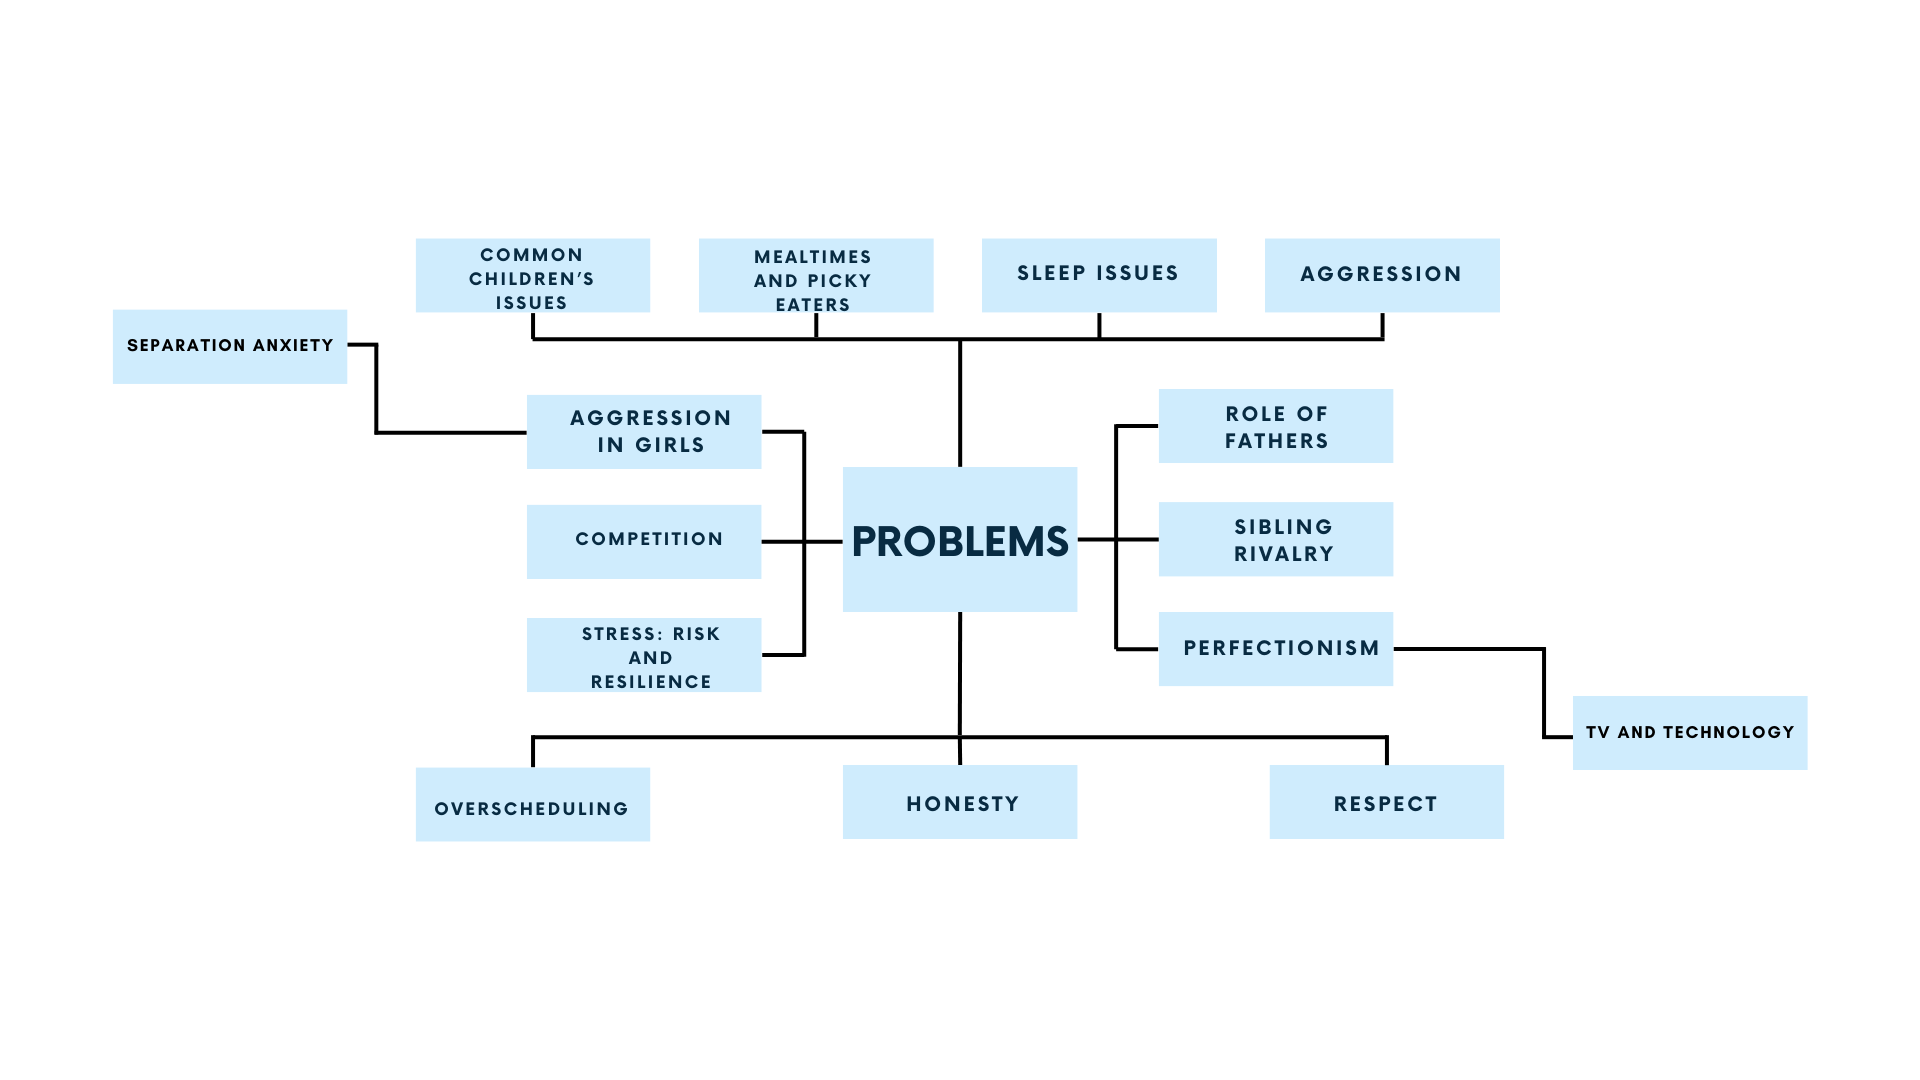 COMMON
CHILDREN'S
ISSUES
MEALTIMES
AND PICKY
EATERS
SLEEP ISSUES
AGGRESSION
SEPARATION ANXIETY
AGGRESSION
IN GIRLS
ROLE OF
FATHERS
COMPETITION
PROBLEMS
SIBLING
RIVALRY
STRESS: RISK
AND
RESILIENCE
PERFECTIONISM
TV AND TECHNOLOGY
OVERSCHEDULING
HONESTY
RESPECT